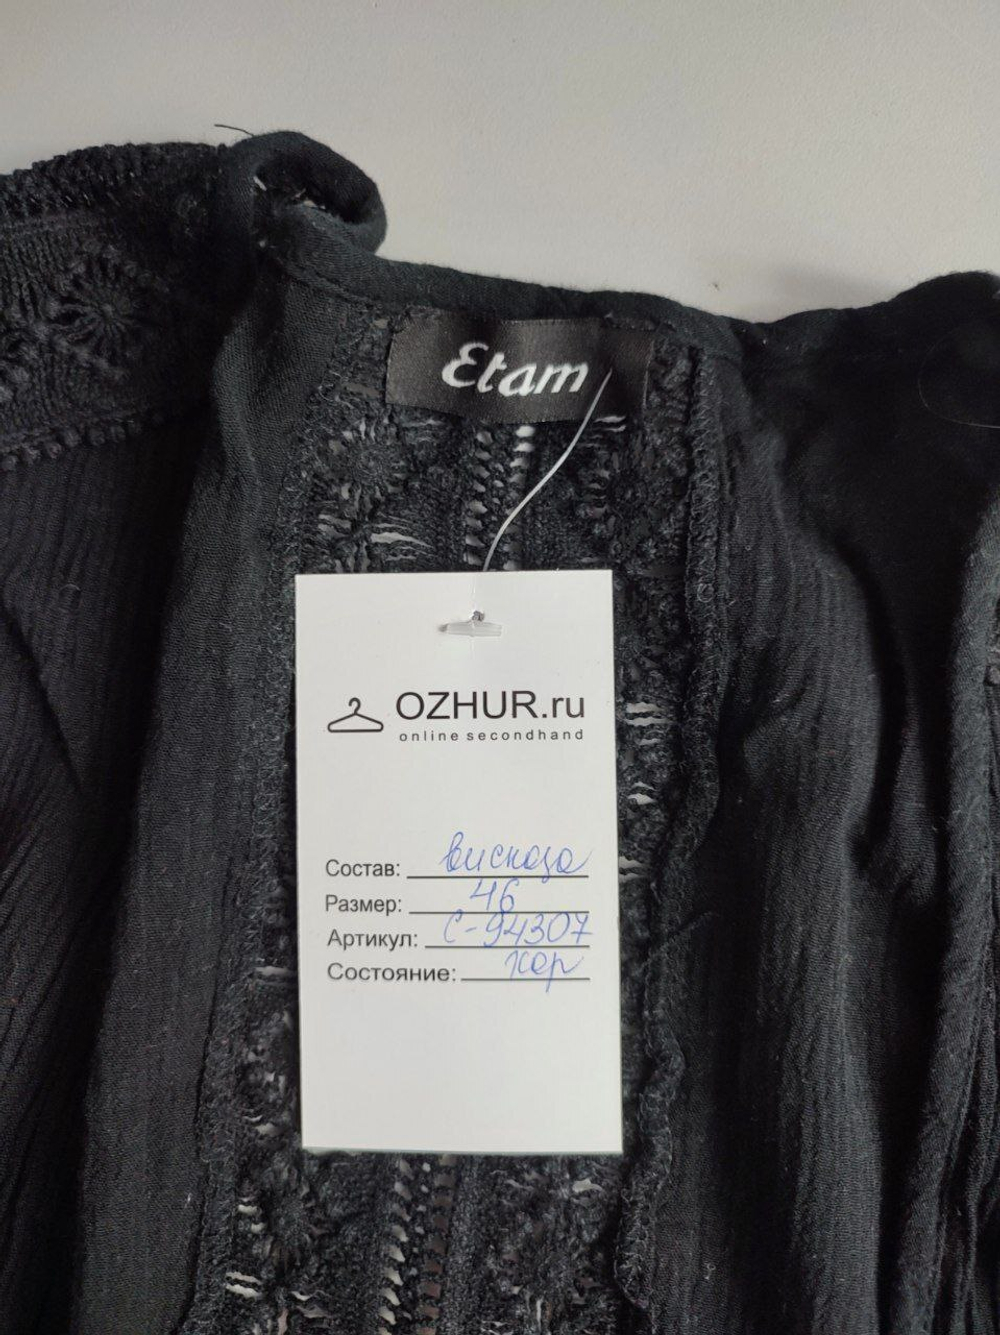 Etam
OZHUR.ru
online secondhand
Состав: вискоза
Размер: 46
Артикул: С-94307
Состояние: хор